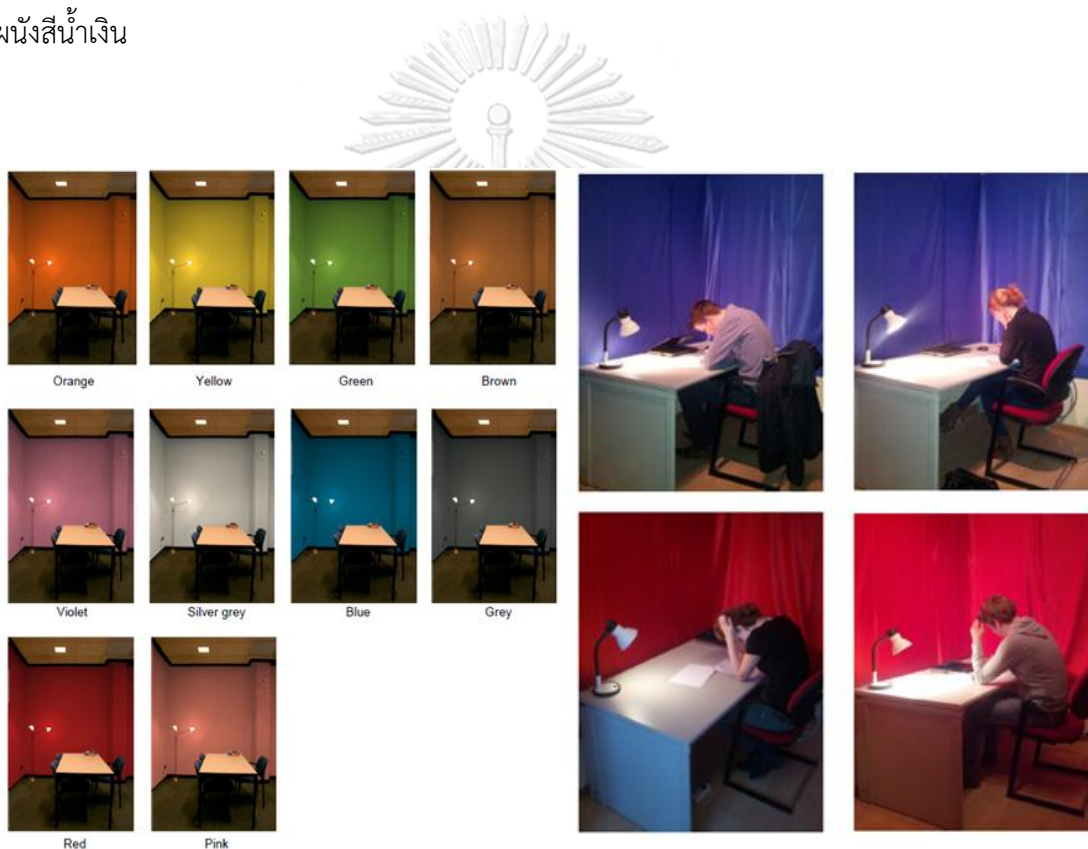 ผนังสีน้ำเงิน
Orange
Yellow
Green
Brown
Violet
Silver grey
Blue
Grey
Red
Pink